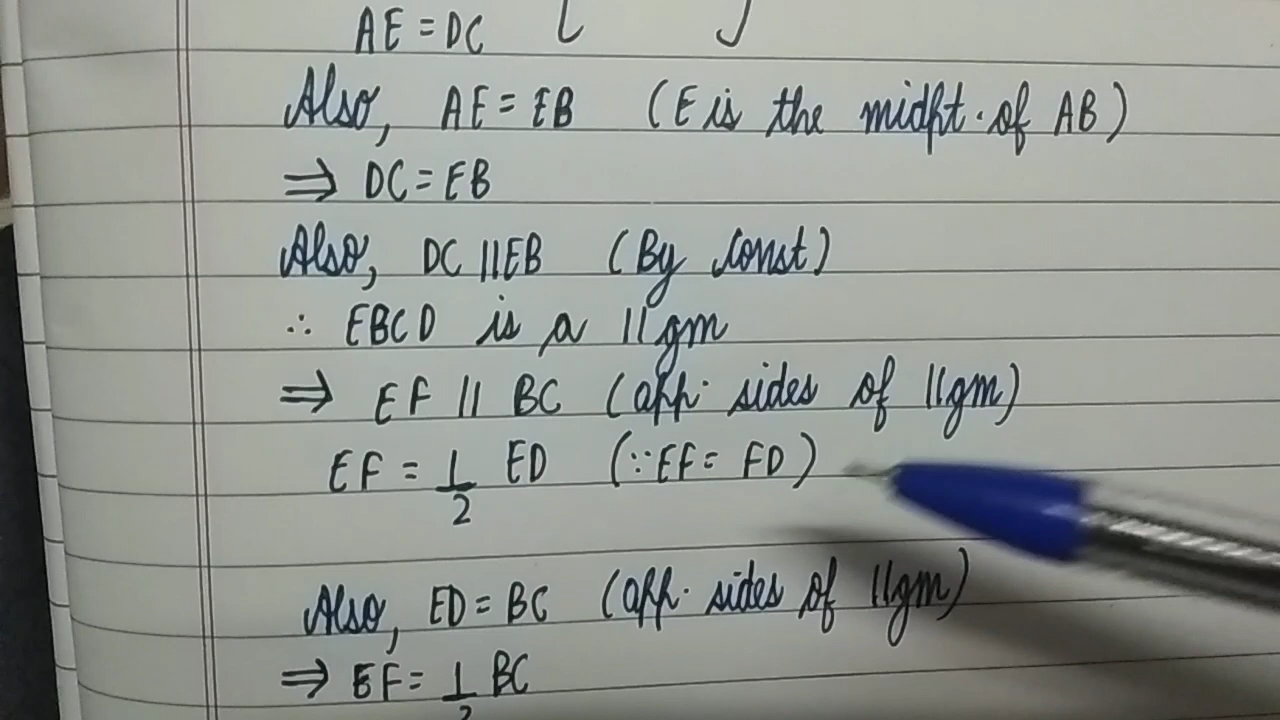 AE = DC
Also, AE = EB (E is the midpt. of AB)
⇒ DC = EB
Also, DC || EB (By const)
∴ EBCD is a ||gm
⇒ EF || BC (opp. sides of ||gm)
EF = 1/2 ED (∵ EF = FD)
Also, ED = BC (opp. sides of ||gm)
⇒ EF = 1/2 BC